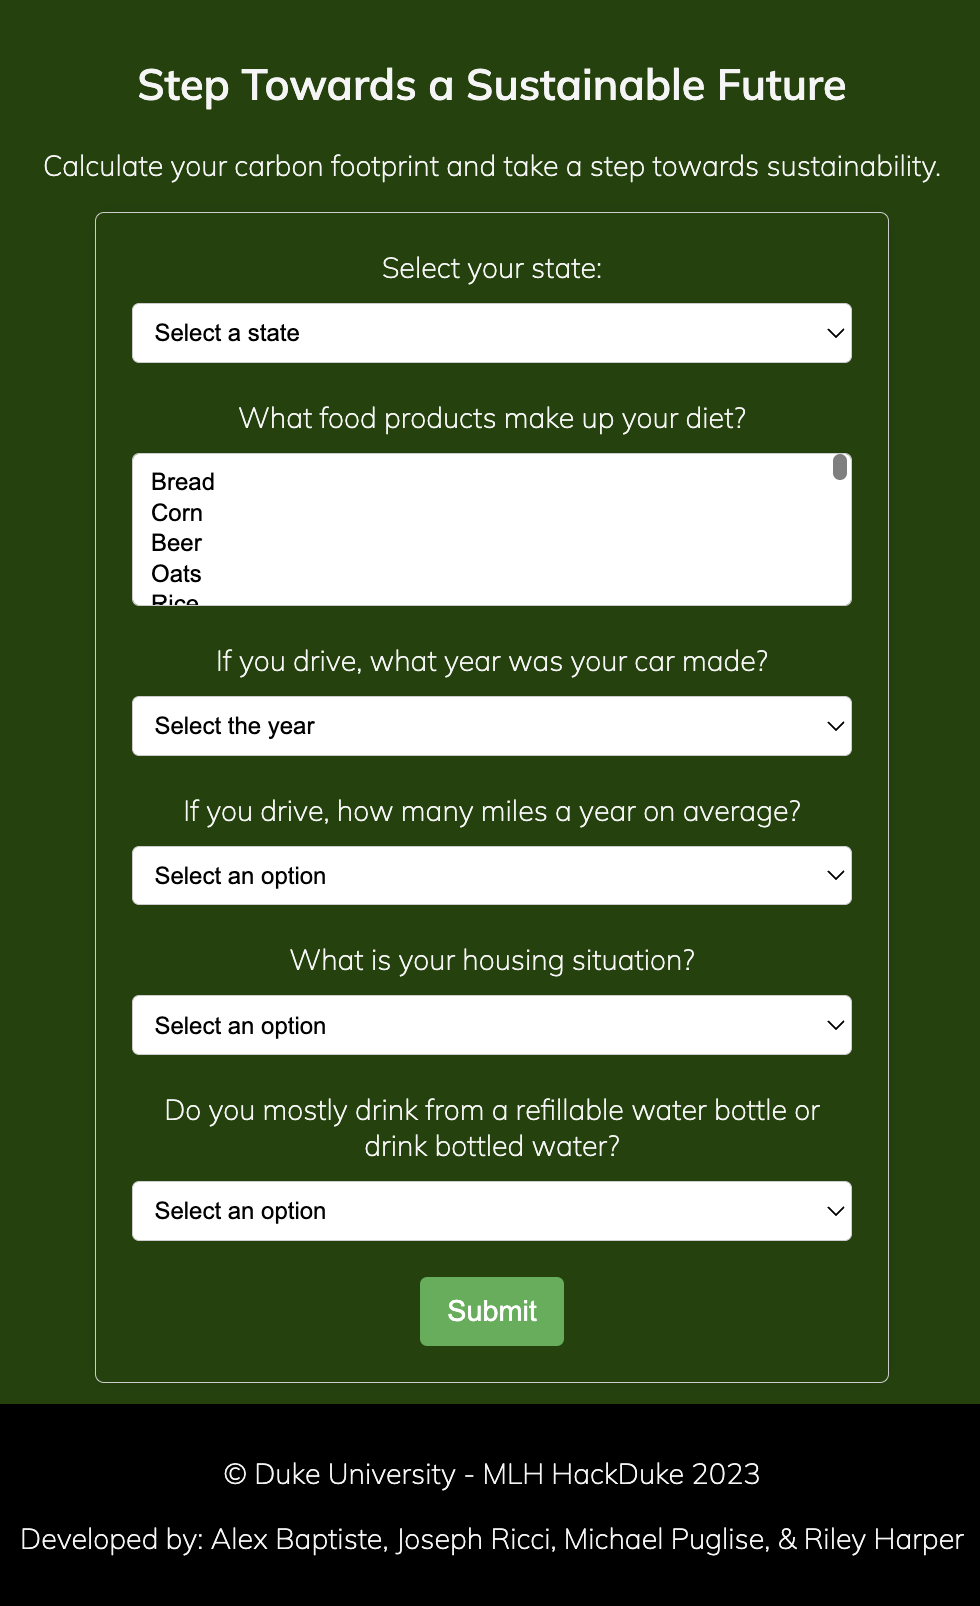 Step Towards a Sustainable Future
Calculate your carbon footprint and take a step towards sustainability.
Select your state:
Select a state
What food products make up your diet?
Bread
Corn
Beer
Oats
Rice
If you drive, what year was your car made?
Select the year
If you drive, how many miles a year on average?
Select an option
What is your housing situation?
Select an option
Do you mostly drink from a refillable water bottle or
drink bottled water?
Select an option
Submit
© Duke University - MLH HackDuke 2023
Developed by: Alex Baptiste, Joseph Ricci, Michael Puglise, & Riley Harper